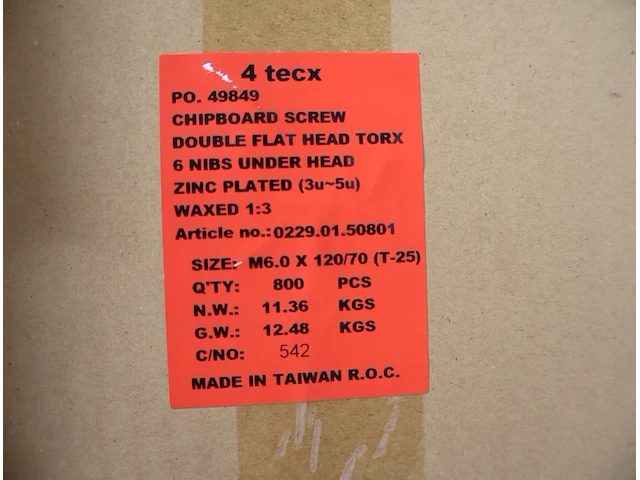 4 tecx
PO. 49849
CHIPBOARD SCREW
DOUBLE FLAT HEAD TORX
6 NIBS UNDER HEAD
ZINC PLATED (3u~5u)
WAXED 1:3
Article no.:0229.01.50801
SIZE: M6.0 X 120/70 (T-25)
Q'TY: 800 PCS
N.W.: 11.36 KGS
G.W.: 12.48 KGS
C/NO: 542
MADE IN TAIWAN R.O.C.